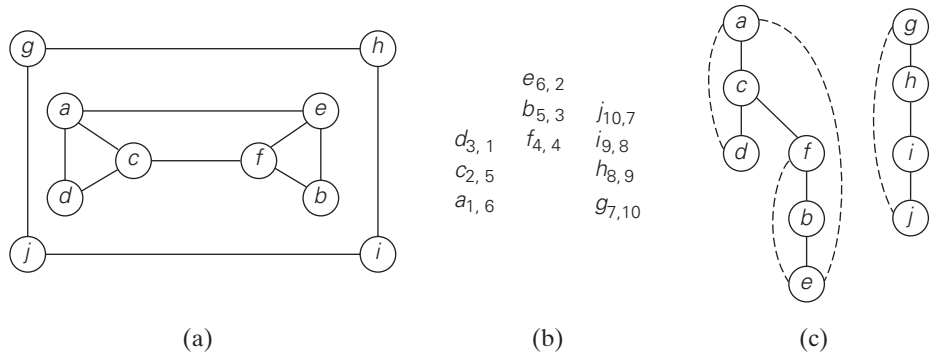 g
h
a
e
c
f
d
b
j
i
(a)
e6, 2
b5, 3
j10,7
d3, 1
f4, 4
i9, 8
c2, 5
h8, 9
a1, 6
g7,10
(b)
a
c
d
f
b
e
g
h
i
j
(c)